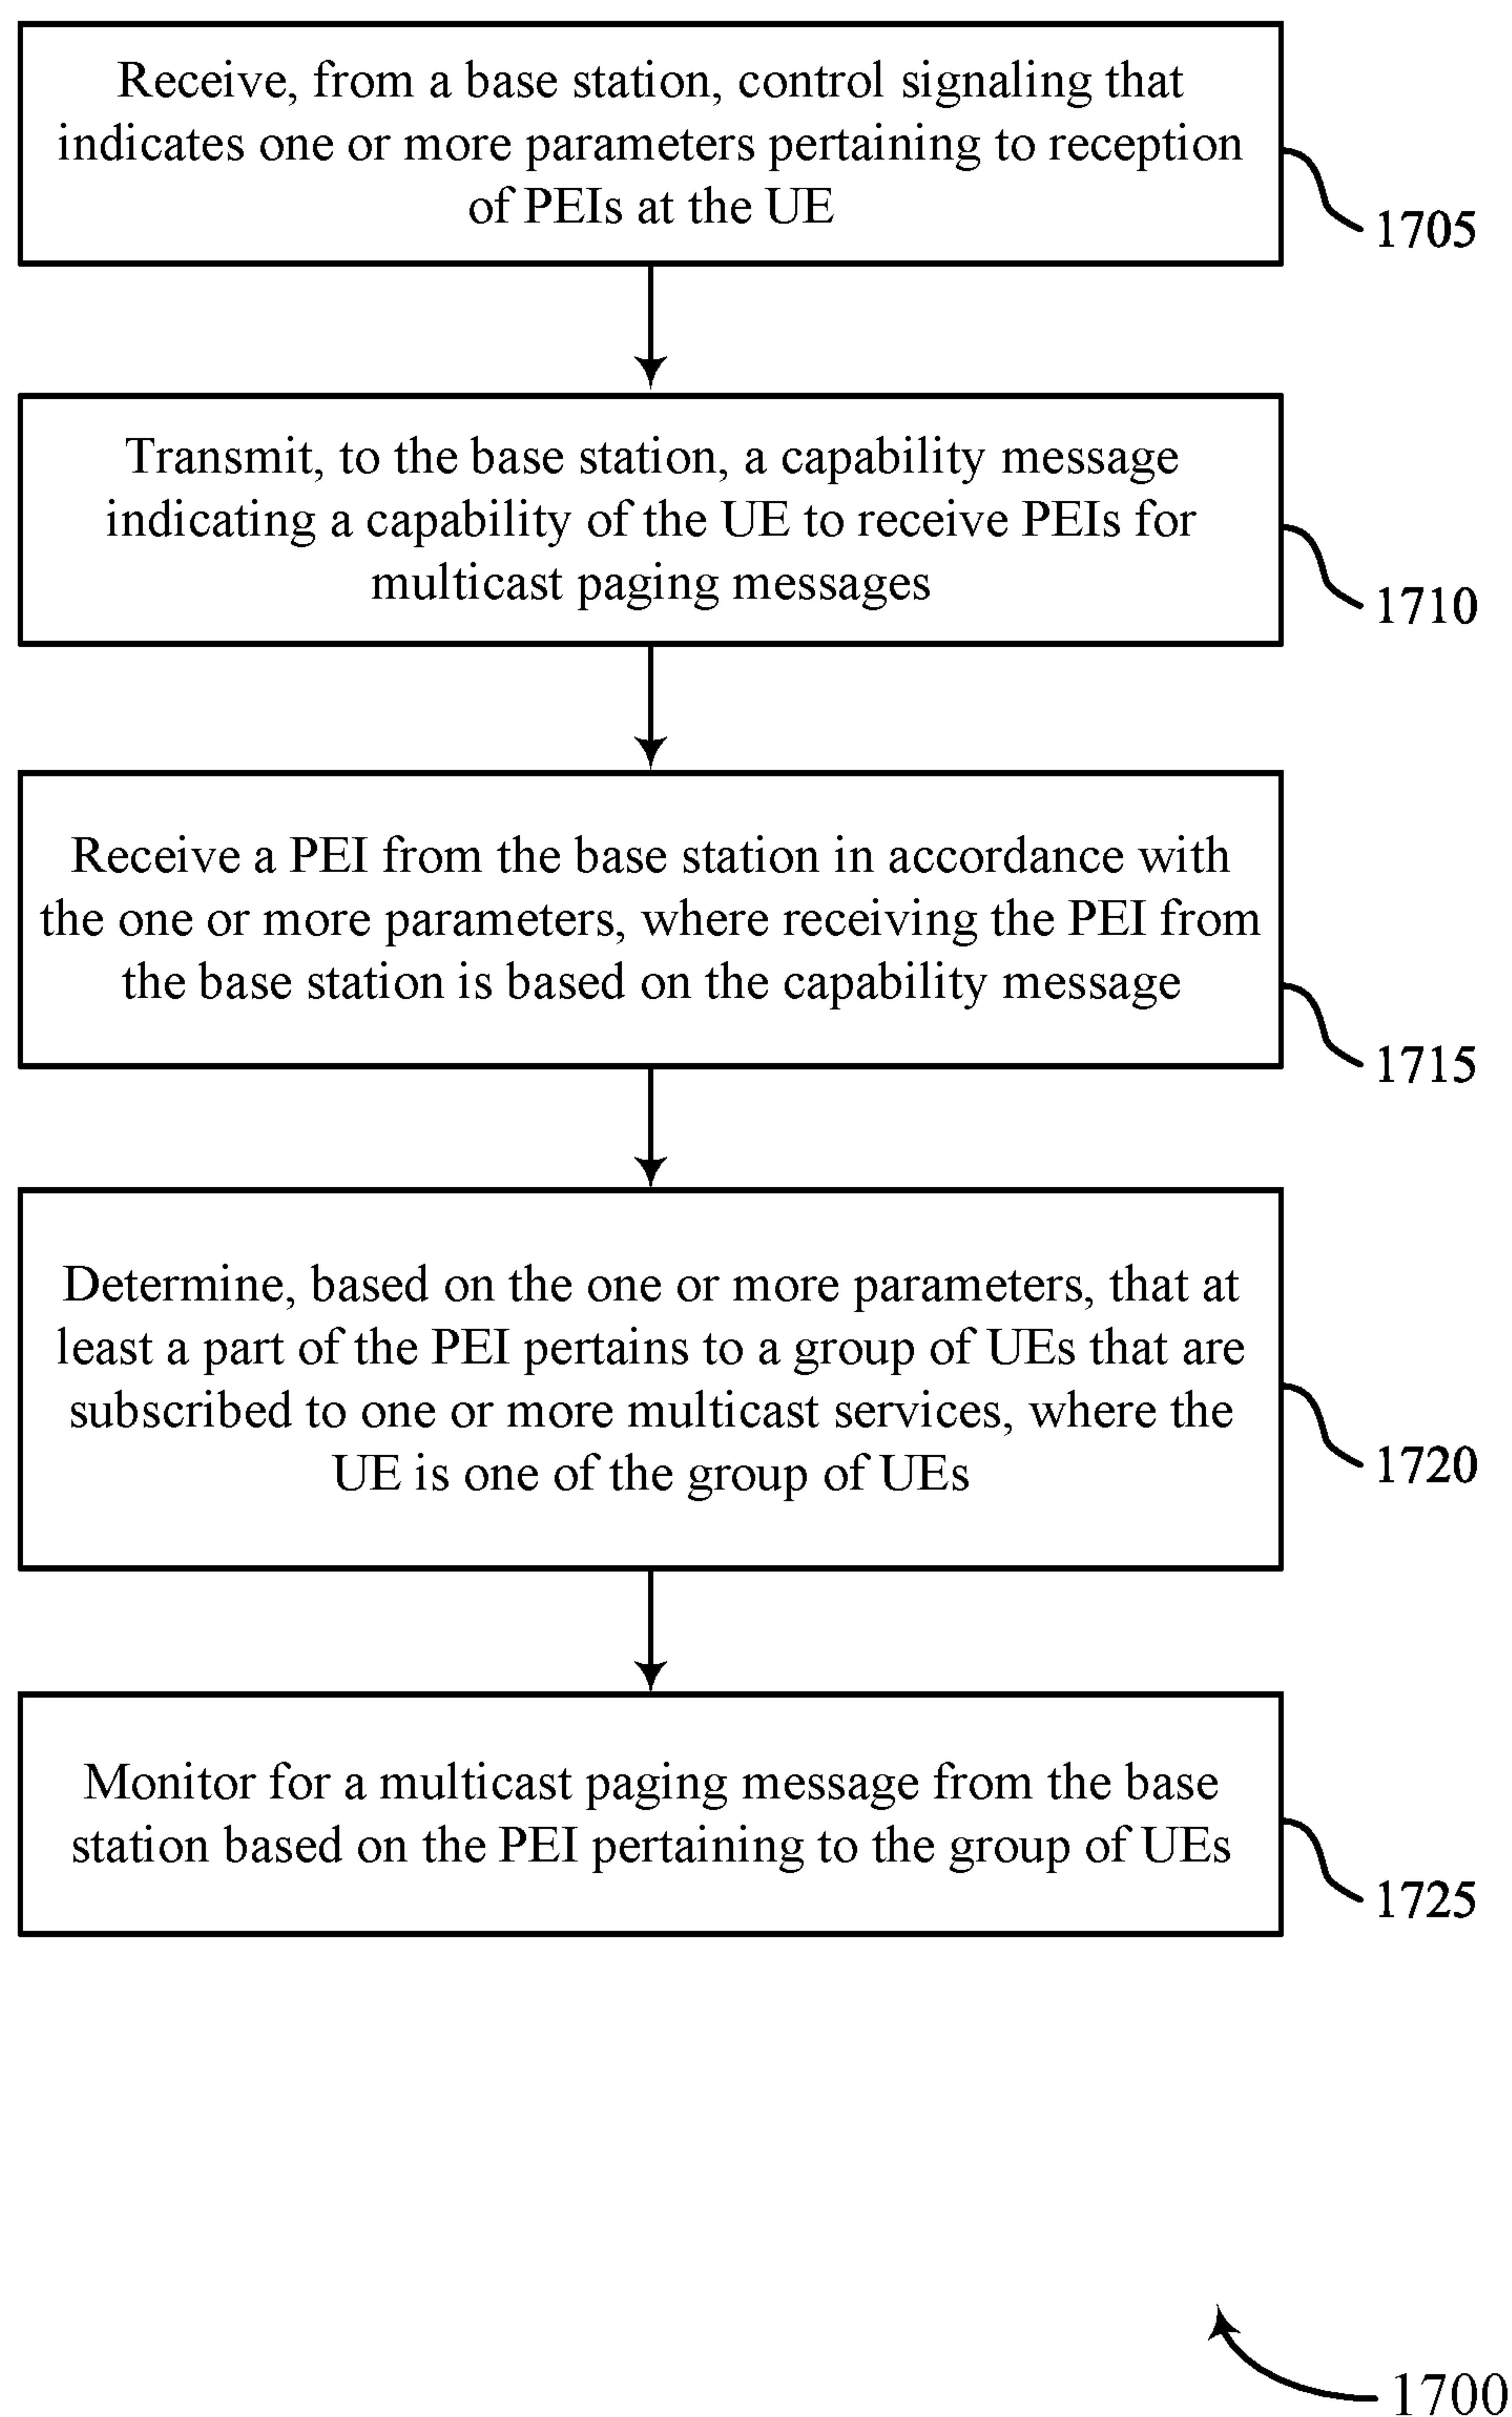 Receive, from a base station, control signaling that
indicates one or more parameters pertaining to reception
of PEIs at the UE
1705
Transmit, to the base station, a capability message
indicating a capability of the UE to receive PEIs for
multicast paging messages
1710
Receive a PEI from the base station in accordance with
the one or more parameters, where receiving the PEI from
the base station is based on the capability message
1715
Determine, based on the one or more parameters, that at
least a part of the PEI pertains to a group of UEs that are
subscribed to one or more multicast services, where the
UE is one of the group of UEs
1720
Monitor for a multicast paging message from the base
station based on the PEI pertaining to the group of UEs
1725
1700